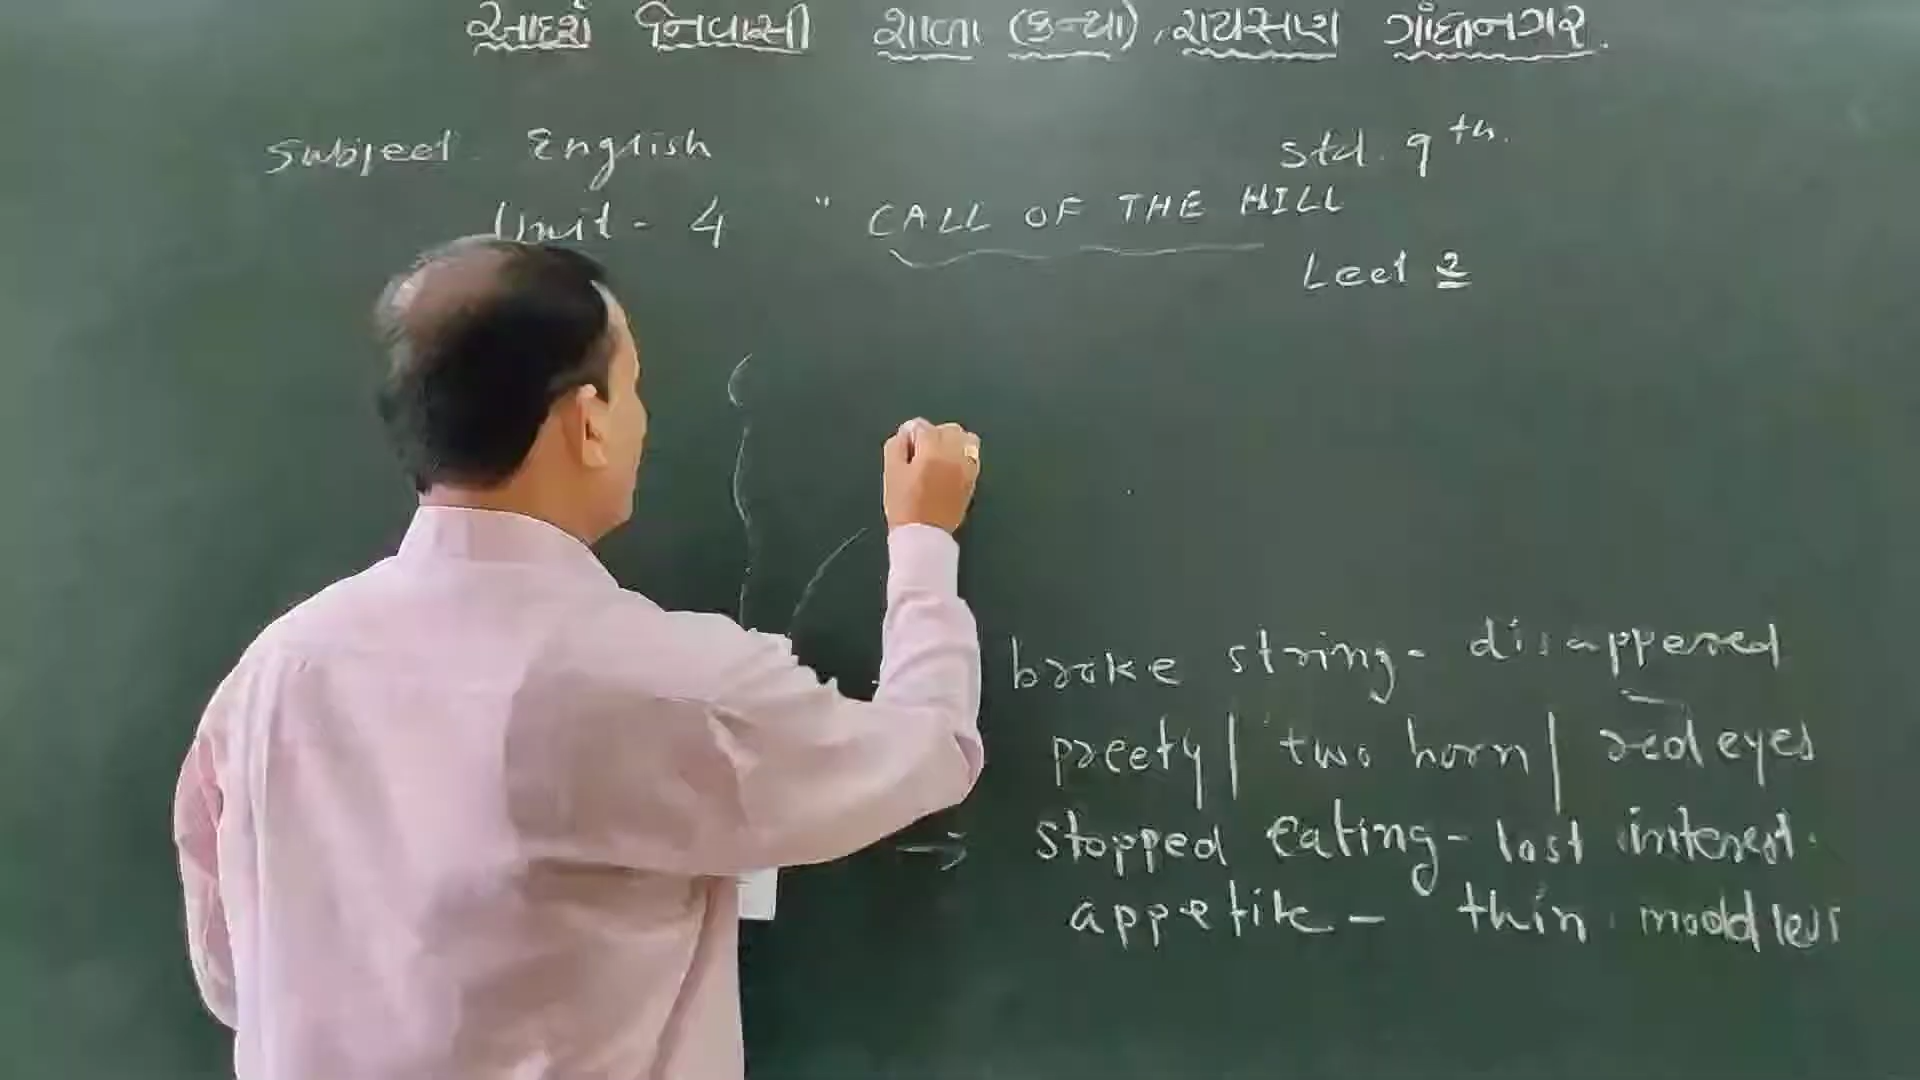 આદર્શ નિવાસી શાળા (કન્યા), રાયસણ ગાંધીનગર.
Subject English Std. 9th.
Unit - 4 " CALL OF THE HILL
Lect 2
broke string - disappered
preety | two horn | red eyes
→ stopped eating - lost interest.
appetite - thin. moodless